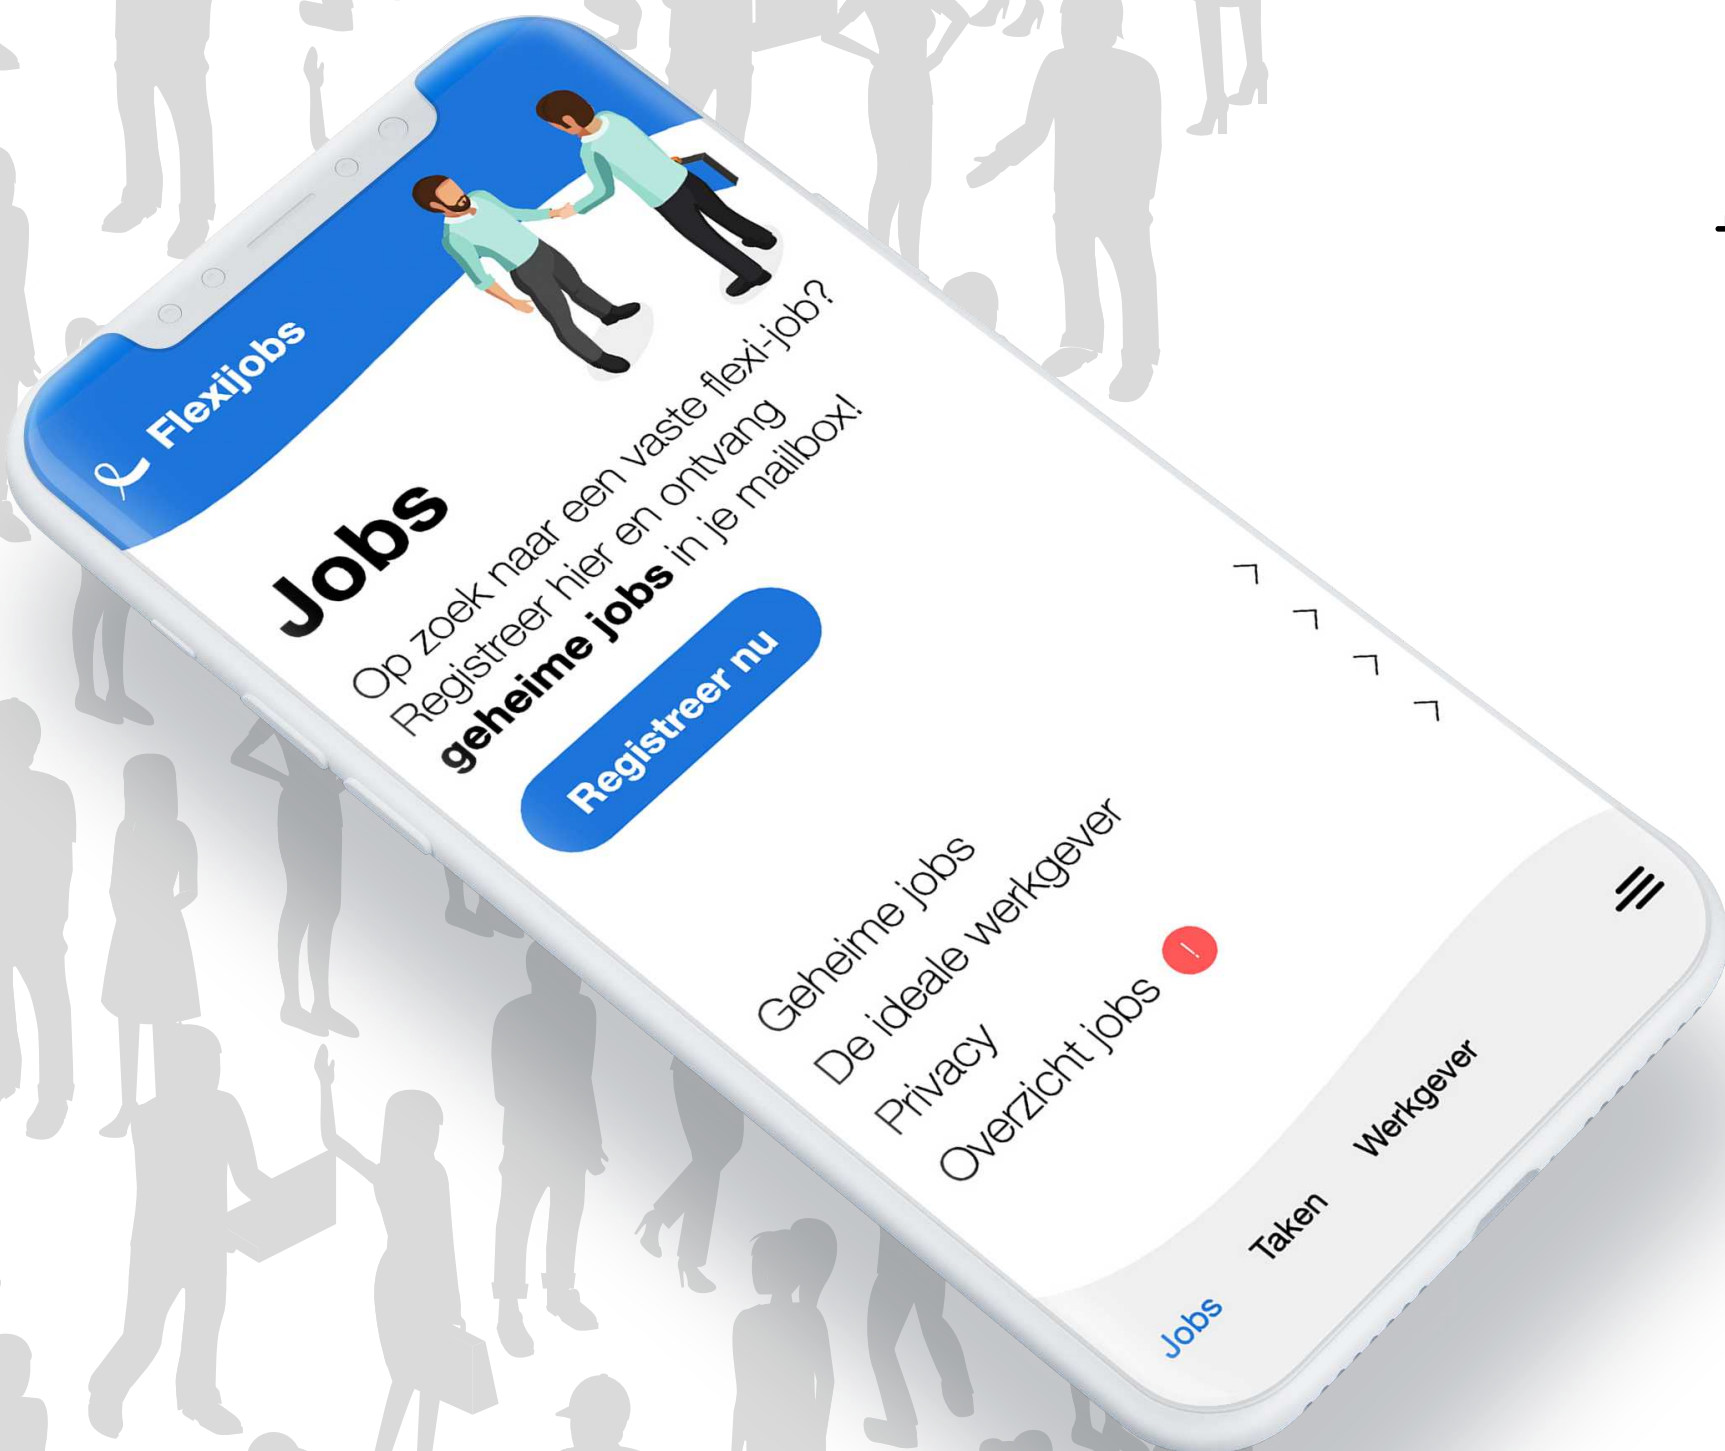 Flexijobs
Jobs
Op zoek naar een vaste flexi-job?
Registreer hier en ontvang
geheime jobs in je mailbox!
Registreer nu
Geheime jobs
De ideale werkgever
Privacy
Overzicht jobs !
Jobs Taken Werkgever